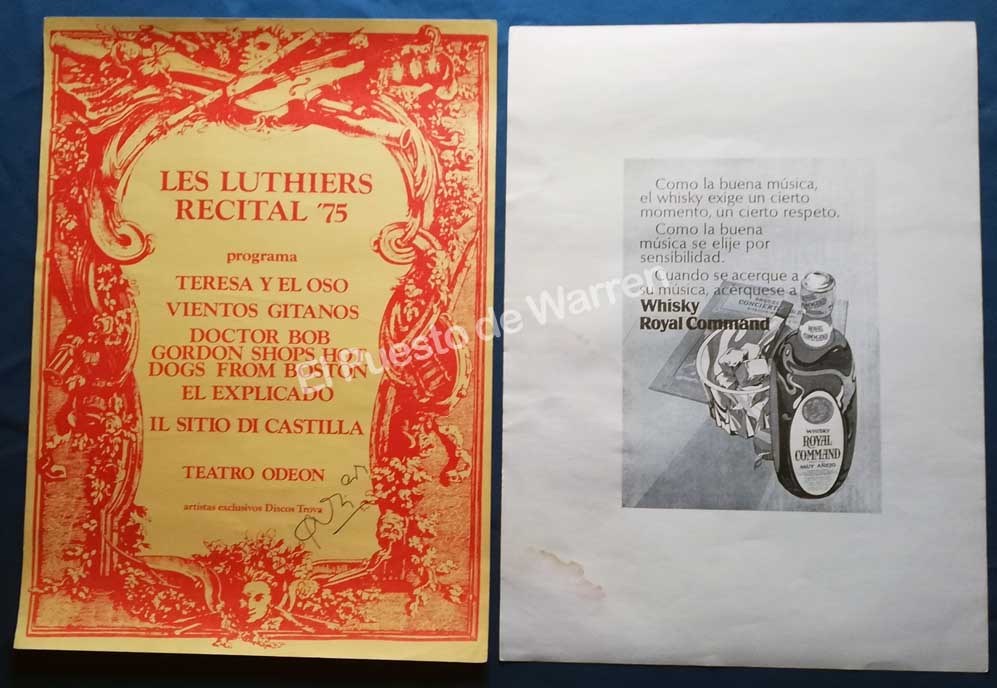 LES LUTHIERS
RECITAL '75
programa
TERESA Y EL OSO
VIENTOS GITANOS
DOCTOR BOB
GORDON SHOPS HOT
DOGS FROM BOSTON
EL EXPLICADO
IL SITIO DI CASTILLA
TEATRO ODEON
artistas exclusivos Discos Trova
El Puesto de Warren
Como la buena música,
el whisky exige un cierto
momento, un cierto respeto.
Como la buena
música se elije por
sensibilidad.
Cuando se acerque a
su música, acérquese a
Whisky
Royal Command
ROYAL
COMMAND
WHISKY
ROYAL
COMMAND
MUY AÑEJO